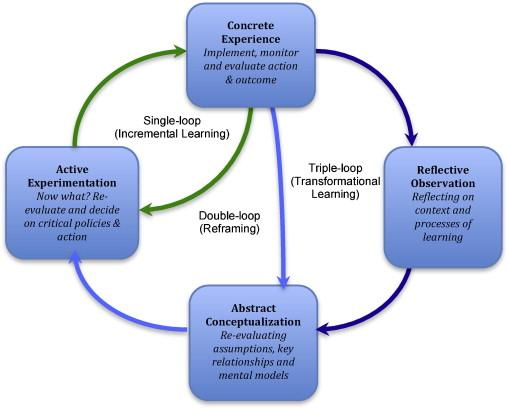 Concrete
Experience
Implement, monitor
and evaluate action
& outcome
Single-loop
(Incremental Learning)
Triple-loop
(Transformational
Learning)
Active
Experimentation
Now what? Re-
evaluate and decide
on critical policies &
action
Reflective
Observation
Reflecting on
context and
processes of
learning
Double-loop
(Reframing)
Abstract
Conceptualization
Re-evaluating
assumptions, key
relationships and
mental models